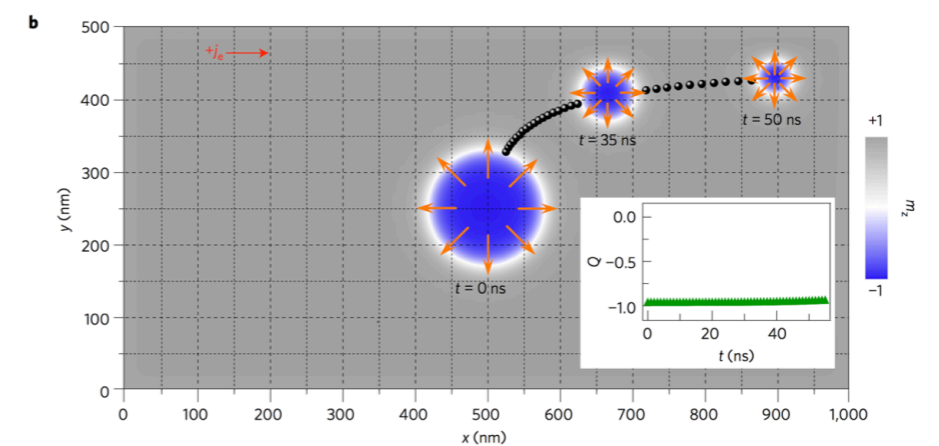 b
500
400
300
200
100
0
y (nm)
+je
t = 0 ns
t = 35 ns
t = 50 ns
0 100 200 300 400 500 600 700 800 900 1,000
x (nm)
0.0
−0.5
−1.0
Q
0 20 40
t (ns)
+1
−1
mz